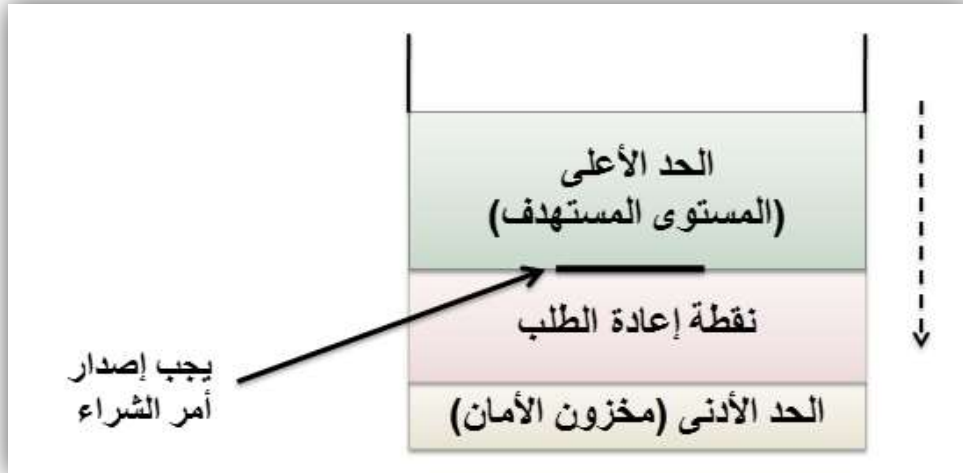 الحد الأعلى
(المستوى المستهدف)
نقطة إعادة الطلب
يجب إصدار
أمر الشراء
الحد الأدنى (مخزون الأمان)